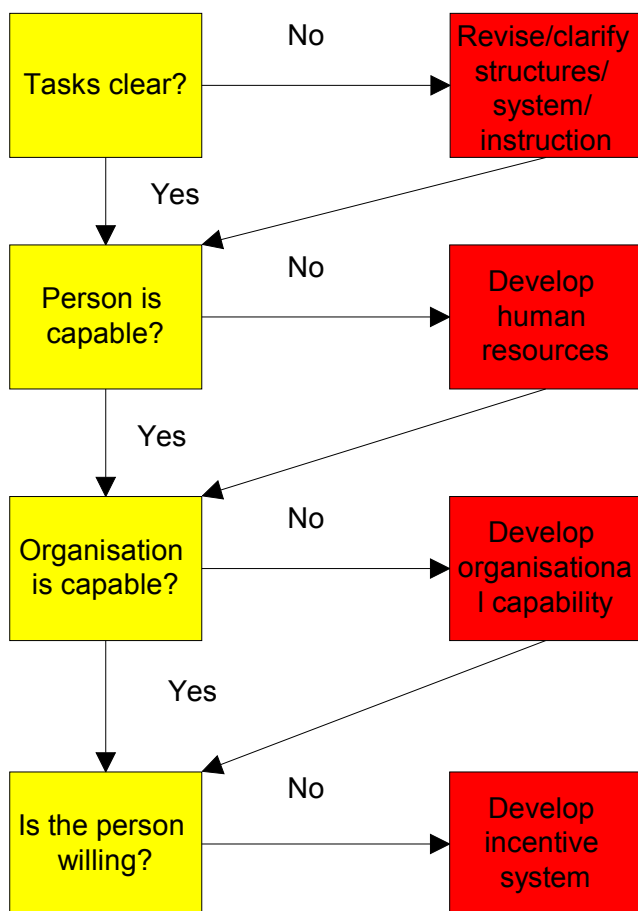 Tasks clear?
No
Revise/clarify
structures/
system/
instruction
Yes
Person is
capable?
No
Develop
human
resources
Yes
Organisation
is capable?
No
Develop
organisationa
l capability
Yes
Is the person
willing?
No
Develop
incentive
system